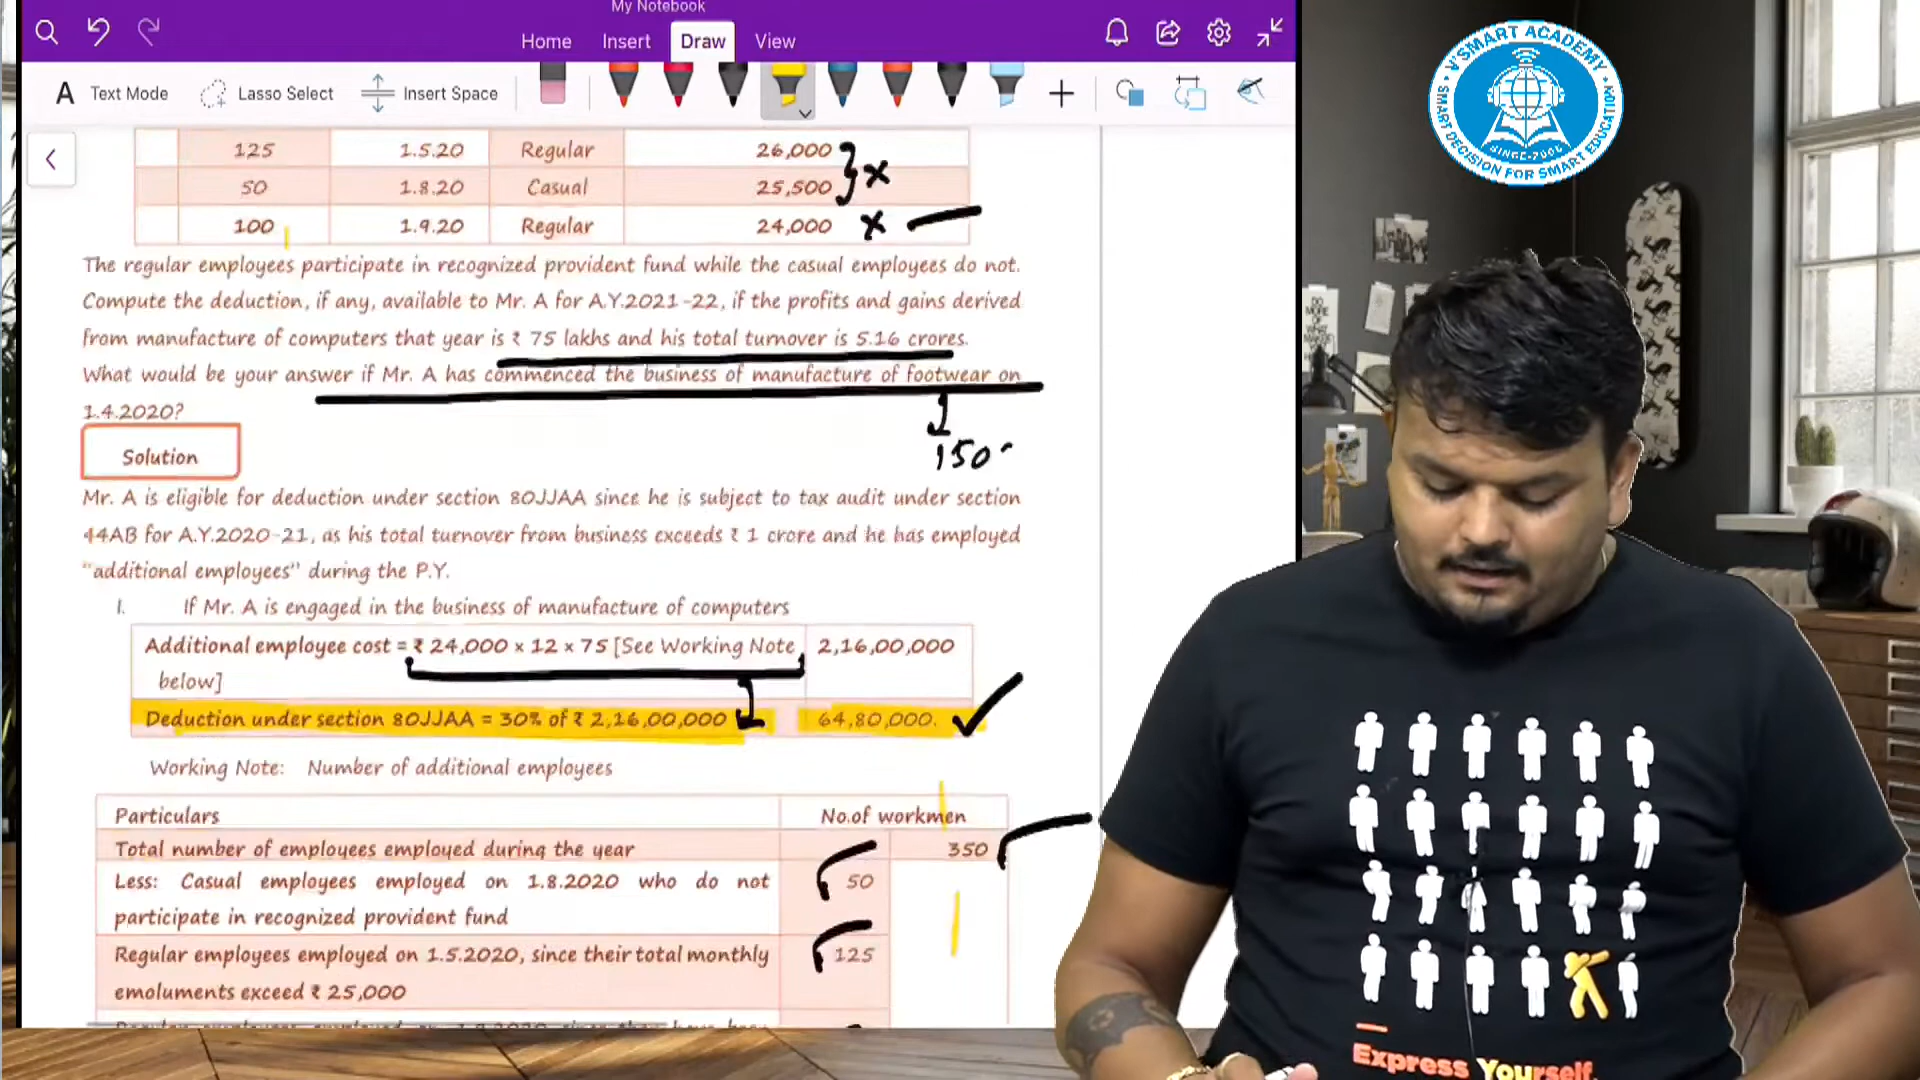 My Notebook
Home Insert Draw View
Text Mode Lasso Select Insert Space
125 1.5.20 Regular 26,000
50 1.8.20 Casual 25,500
100 1.9.20 Regular 24,000
The regular employees participate in recognized provident fund while the casual employees do not.
Compute the deduction, if any, available to Mr. A for A.Y.2021-22, if the profits and gains derived
from manufacture of computers that year is ₹ 75 lakhs and his total turnover is 5.16 crores.
What would be your answer if Mr. A has commenced the business of manufacture of footwear on
1.4.2020?
150
Solution
Mr. A is eligible for deduction under section 80JJAA since he is subject to tax audit under section
44AB for A.Y.2020-21, as his total turnover from business exceeds ₹ 1 crore and he has employed
"additional employees" during the P.Y.
I. If Mr. A is engaged in the business of manufacture of computers
Additional employee cost = ₹ 24,000 × 12 × 75 [See Working Note 2,16,00,000
below]
Deduction under section 80JJAA = 30% of ₹ 2,16,00,000 64,80,000.
Working Note: Number of additional employees
Particulars No.of workmen
Total number of employees employed during the year 350
Less: Casual employees employed on 1.8.2020 who do not 50
participate in recognized provident fund
Regular employees employed on 1.5.2020, since their total monthly 125
emoluments exceed ₹ 25,000
V'SMART ACADEMY
SINCE-2000
SMART DECISION FOR SMART EDUCATION
Express Yourself.